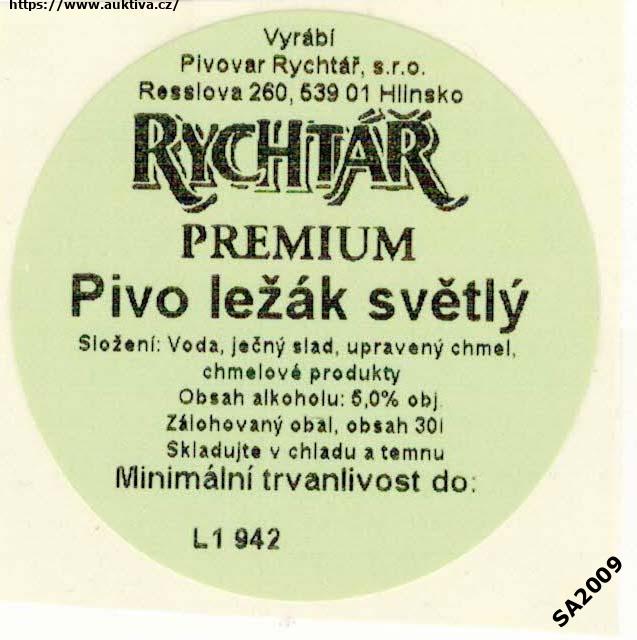 https://www.auktiva.cz/
Vyrábí
Pivovar Rychtář, s.r.o.
Resslova 260, 539 01 Hlinsko
RYCHTÁŘ
PREMIUM
Pivo ležák světlý
Složení: Voda, ječný slad, upravený chmel,
chmelové produkty
Obsah alkoholu: 5,0% obj.
Zálohovaný obal, obsah 30l
Skladujte v chladu a temnu
Minimální trvanlivost do:
L1 942
SA2009